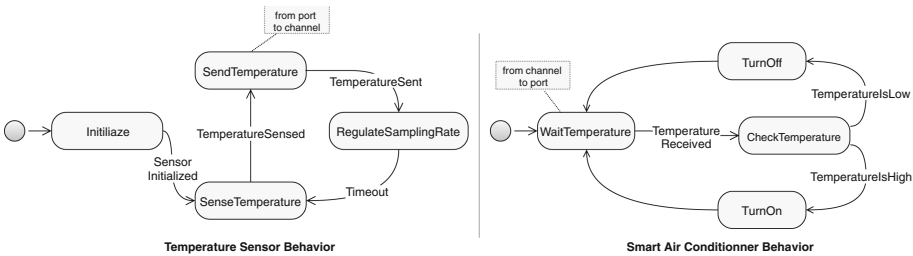 from port
to channel
SendTemperature
TemperatureSent
Initiliaze
TemperatureSensed
RegulateSamplingRate
Sensor
Initialized
Timeout
SenseTemperature
Temperature Sensor Behavior
from channel
to port
TurnOff
TemperatureIsLow
WaitTemperature
Temperature
Received
CheckTemperature
TemperatureIsHigh
TurnOn
Smart Air Conditionner Behavior